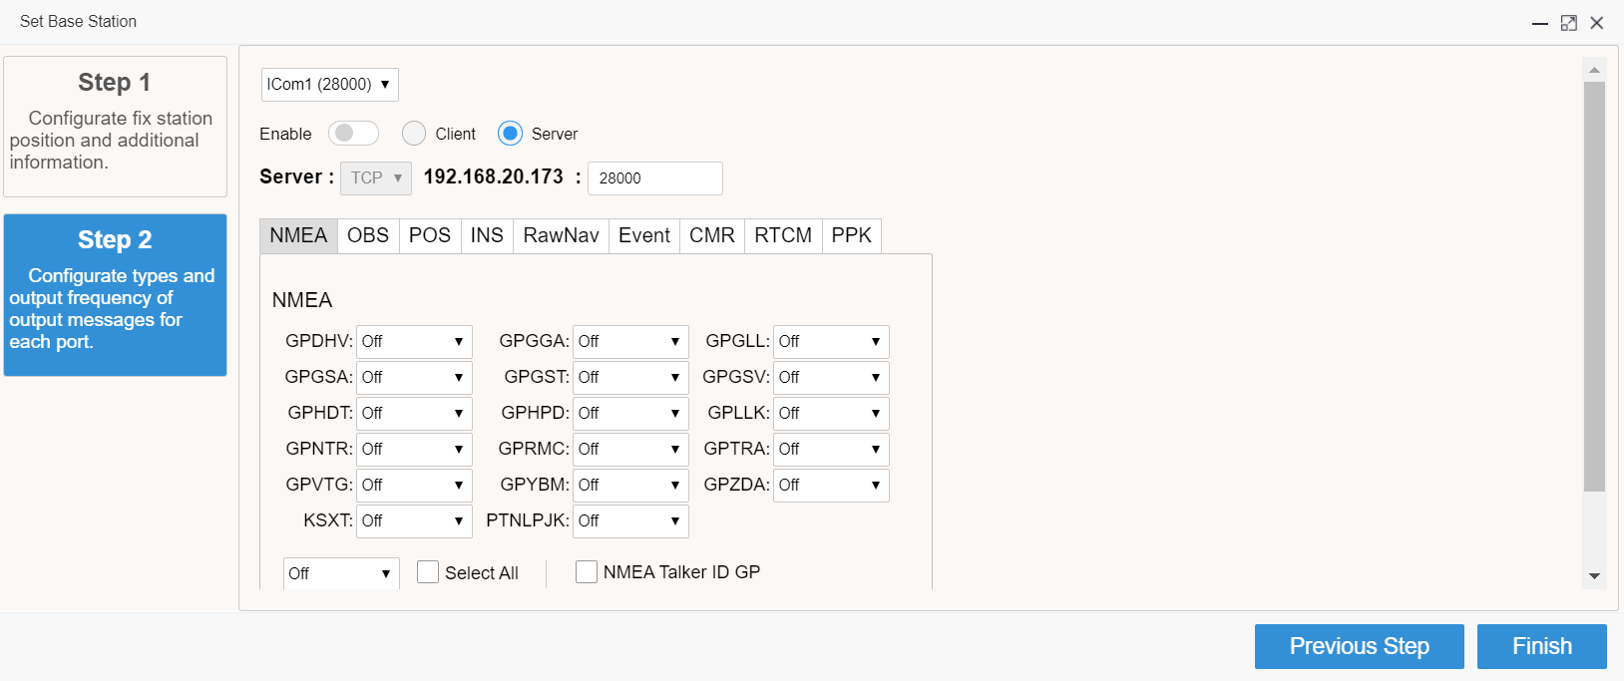 Set Base Station
Step 1
Configurate fix station
position and additional
information.
Step 2
Configurate types and
output frequency of
output messages for
each port.
ICom1 (28000)
Enable Client Server
Server : TCP 192.168.20.173 : 28000
NMEA OBS POS INS RawNav Event CMR RTCM PPK
NMEA
GPDHV: Off GPGGA: Off GPGLL: Off
GPGSA: Off GPGST: Off GPGSV: Off
GPHDT: Off GPHPD: Off GPLLK: Off
GPNTR: Off GPRMC: Off GPTRA: Off
GPVTG: Off GPYBM: Off GPZDA: Off
KSXT: Off PTNLPJK: Off
Off Select All NMEA Talker ID GP
Previous Step Finish